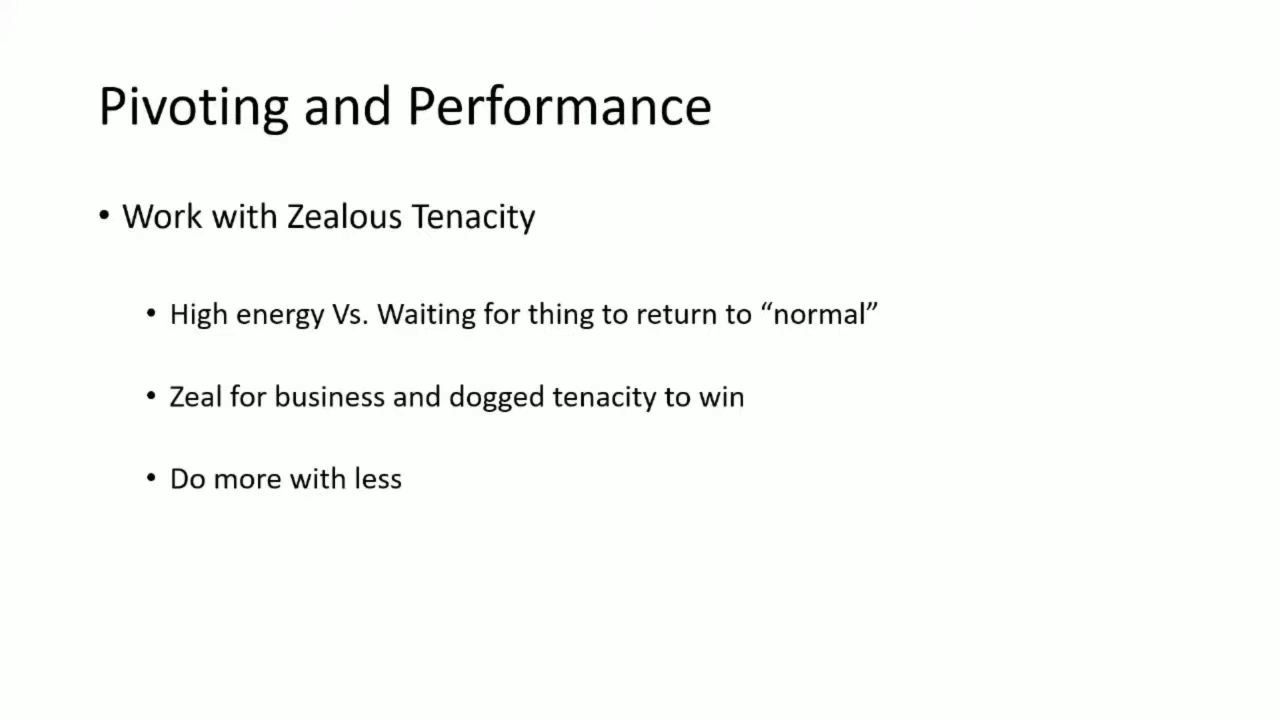 Pivoting and Performance
• Work with Zealous Tenacity
• High energy Vs. Waiting for thing to return to “normal”
• Zeal for business and dogged tenacity to win
• Do more with less